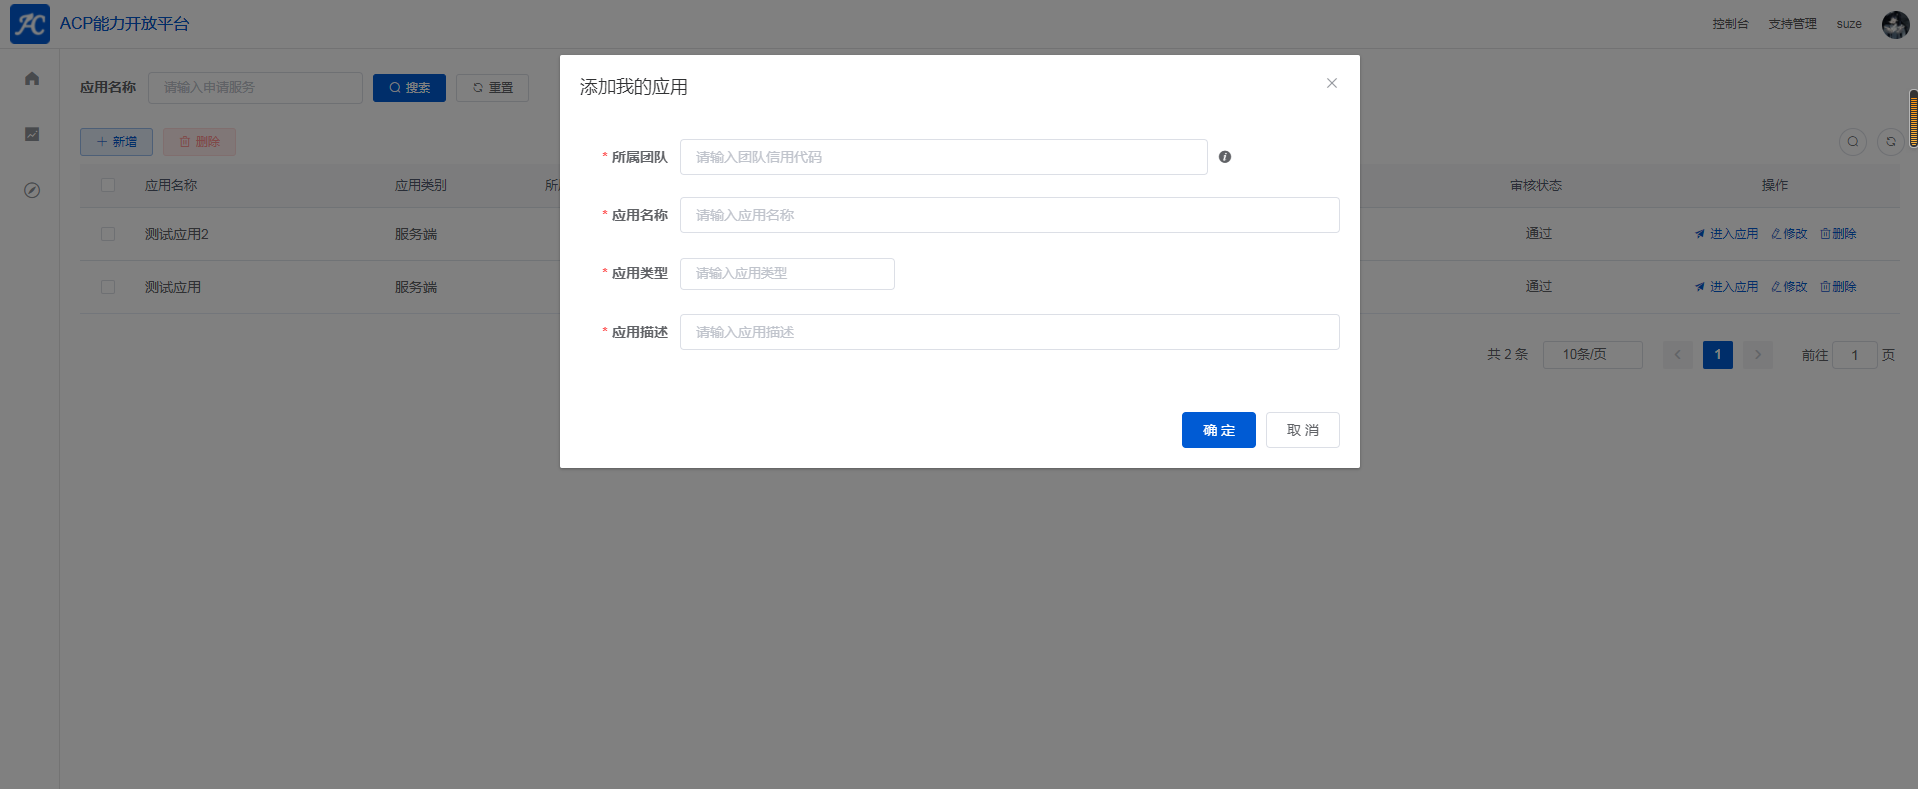 ACP能力开放平台
控制台 支持管理 suze
应用名称 请输入申请服务 搜索 重置
新增 删除
应用名称 应用类别 审核状态 操作
测试应用2 服务端 通过 进入应用 修改 删除
测试应用 服务端 通过 进入应用 修改 删除
共 2 条 10条/页 1 前往 1 页
添加我的应用
* 所属团队 请输入团队信用代码
* 应用名称 请输入应用名称
* 应用类型 请输入应用类型
* 应用描述 请输入应用描述
确 定 取 消